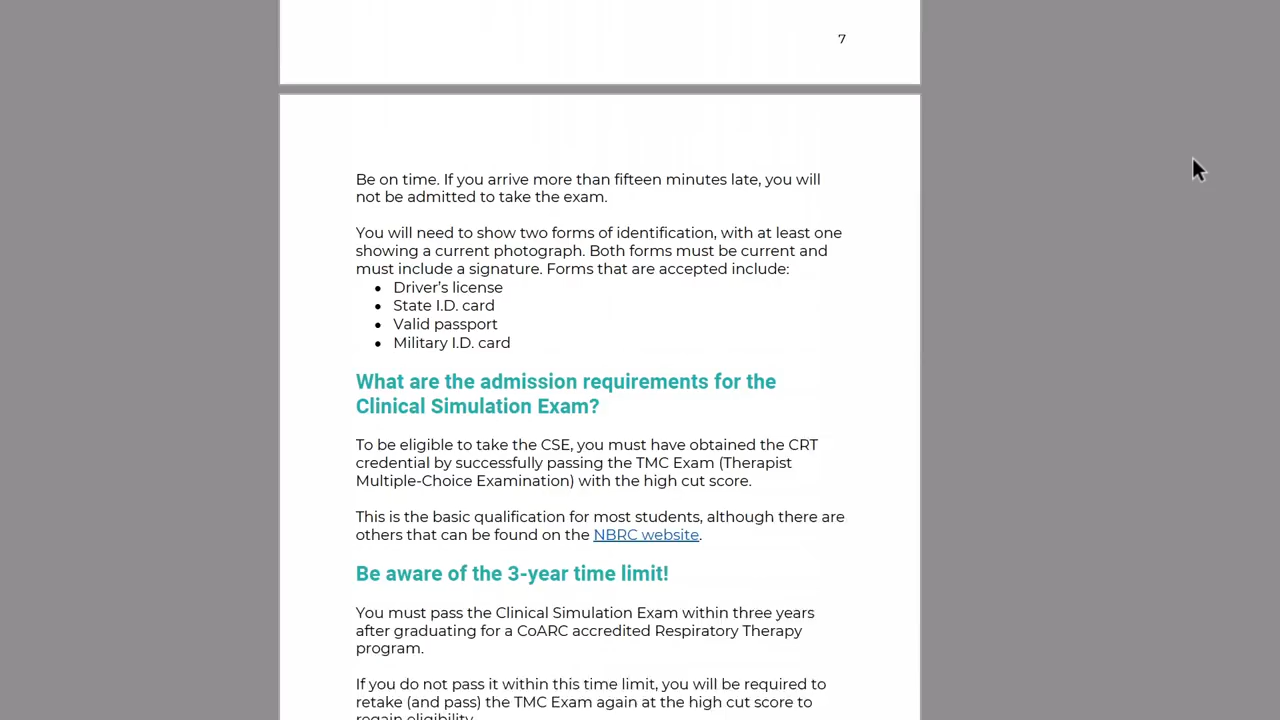 7
Be on time. If you arrive more than fifteen minutes late, you will
not be admitted to take the exam.
You will need to show two forms of identification, with at least one
showing a current photograph. Both forms must be current and
must include a signature. Forms that are accepted include:
• Driver’s license
• State I.D. card
• Valid passport
• Military I.D. card
What are the admission requirements for the
Clinical Simulation Exam?
To be eligible to take the CSE, you must have obtained the CRT
credential by successfully passing the TMC Exam (Therapist
Multiple-Choice Examination) with the high cut score.
This is the basic qualification for most students, although there are
others that can be found on the NBRC website.
Be aware of the 3-year time limit!
You must pass the Clinical Simulation Exam within three years
after graduating for a CoARC accredited Respiratory Therapy
program.
If you do not pass it within this time limit, you will be required to
retake (and pass) the TMC Exam again at the high cut score to
regain eligibility.